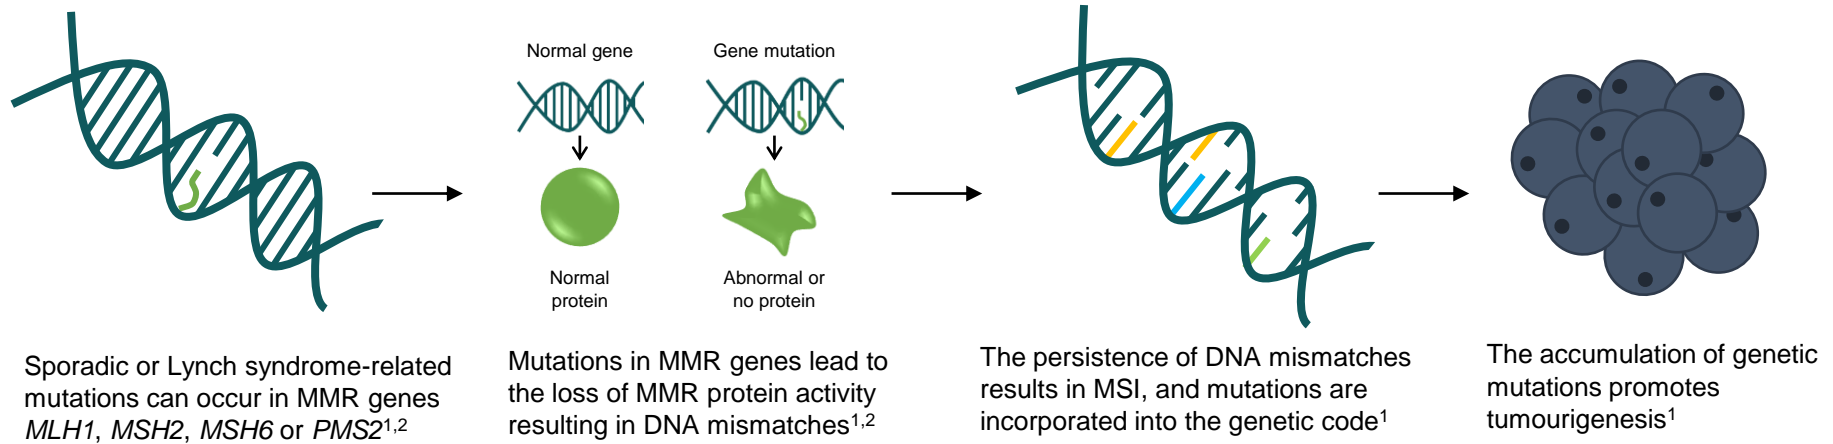 Normal gene
Gene mutation
Normal
protein
Abnormal or
no protein
Sporadic or Lynch syndrome-related
mutations can occur in MMR genes
MLH1, MSH2, MSH6 or PMS2¹,²
Mutations in MMR genes lead to
the loss of MMR protein activity
resulting in DNA mismatches¹,²
The persistence of DNA mismatches
results in MSI, and mutations are
incorporated into the genetic code¹
The accumulation of genetic
mutations promotes
tumourigenesis¹